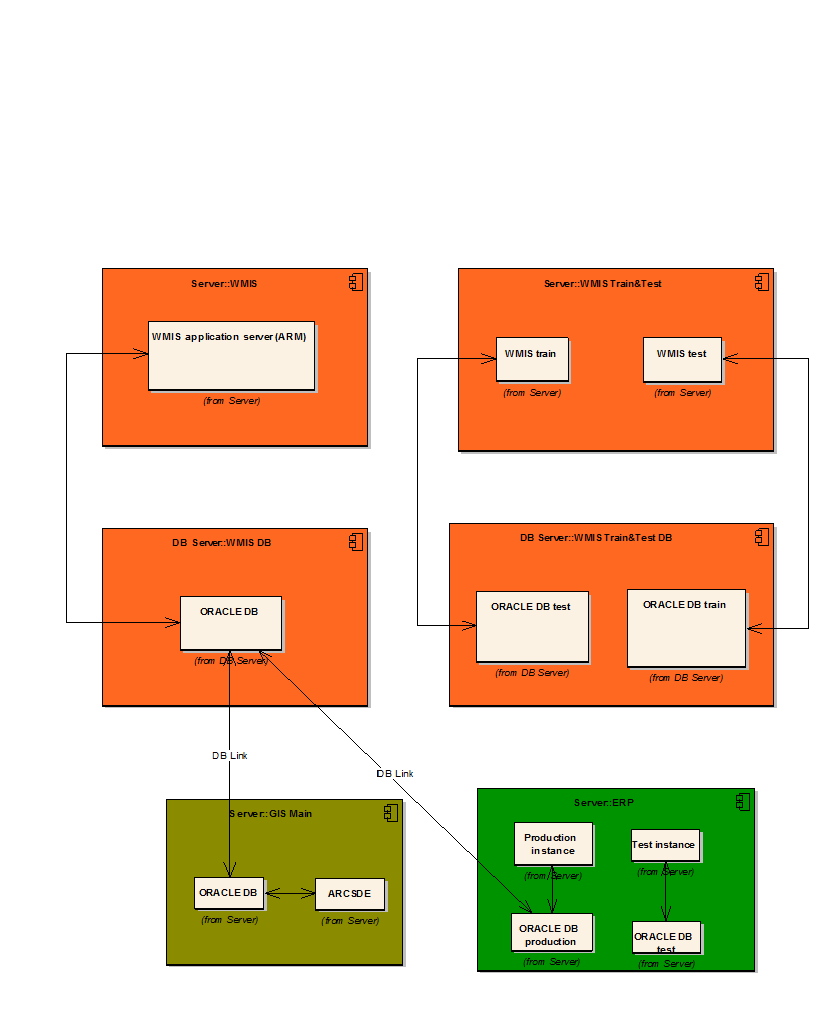 Server::WMIS
WMIS application server(ARM)
(from Server)
Server::WMIS Train&Test
WMIS train
(from Server)
WMIS test
(from Server)
DB Server::WMIS DB
ORACLE DB
(from DB Server)
DB Server::WMIS Train&Test DB
ORACLE DB test
(from DB Server)
ORACLE DB train
(from DB Server)
DB Link
DB Link
Server::GIS Main
ORACLE DB
(from Server)
ARCSDE
(from Server)
Server::ERP
Production
instance
(from Server)
Test instance
(from Server)
ORACLE DB
production
(from Server)
ORACLE DB
test
(from Server)